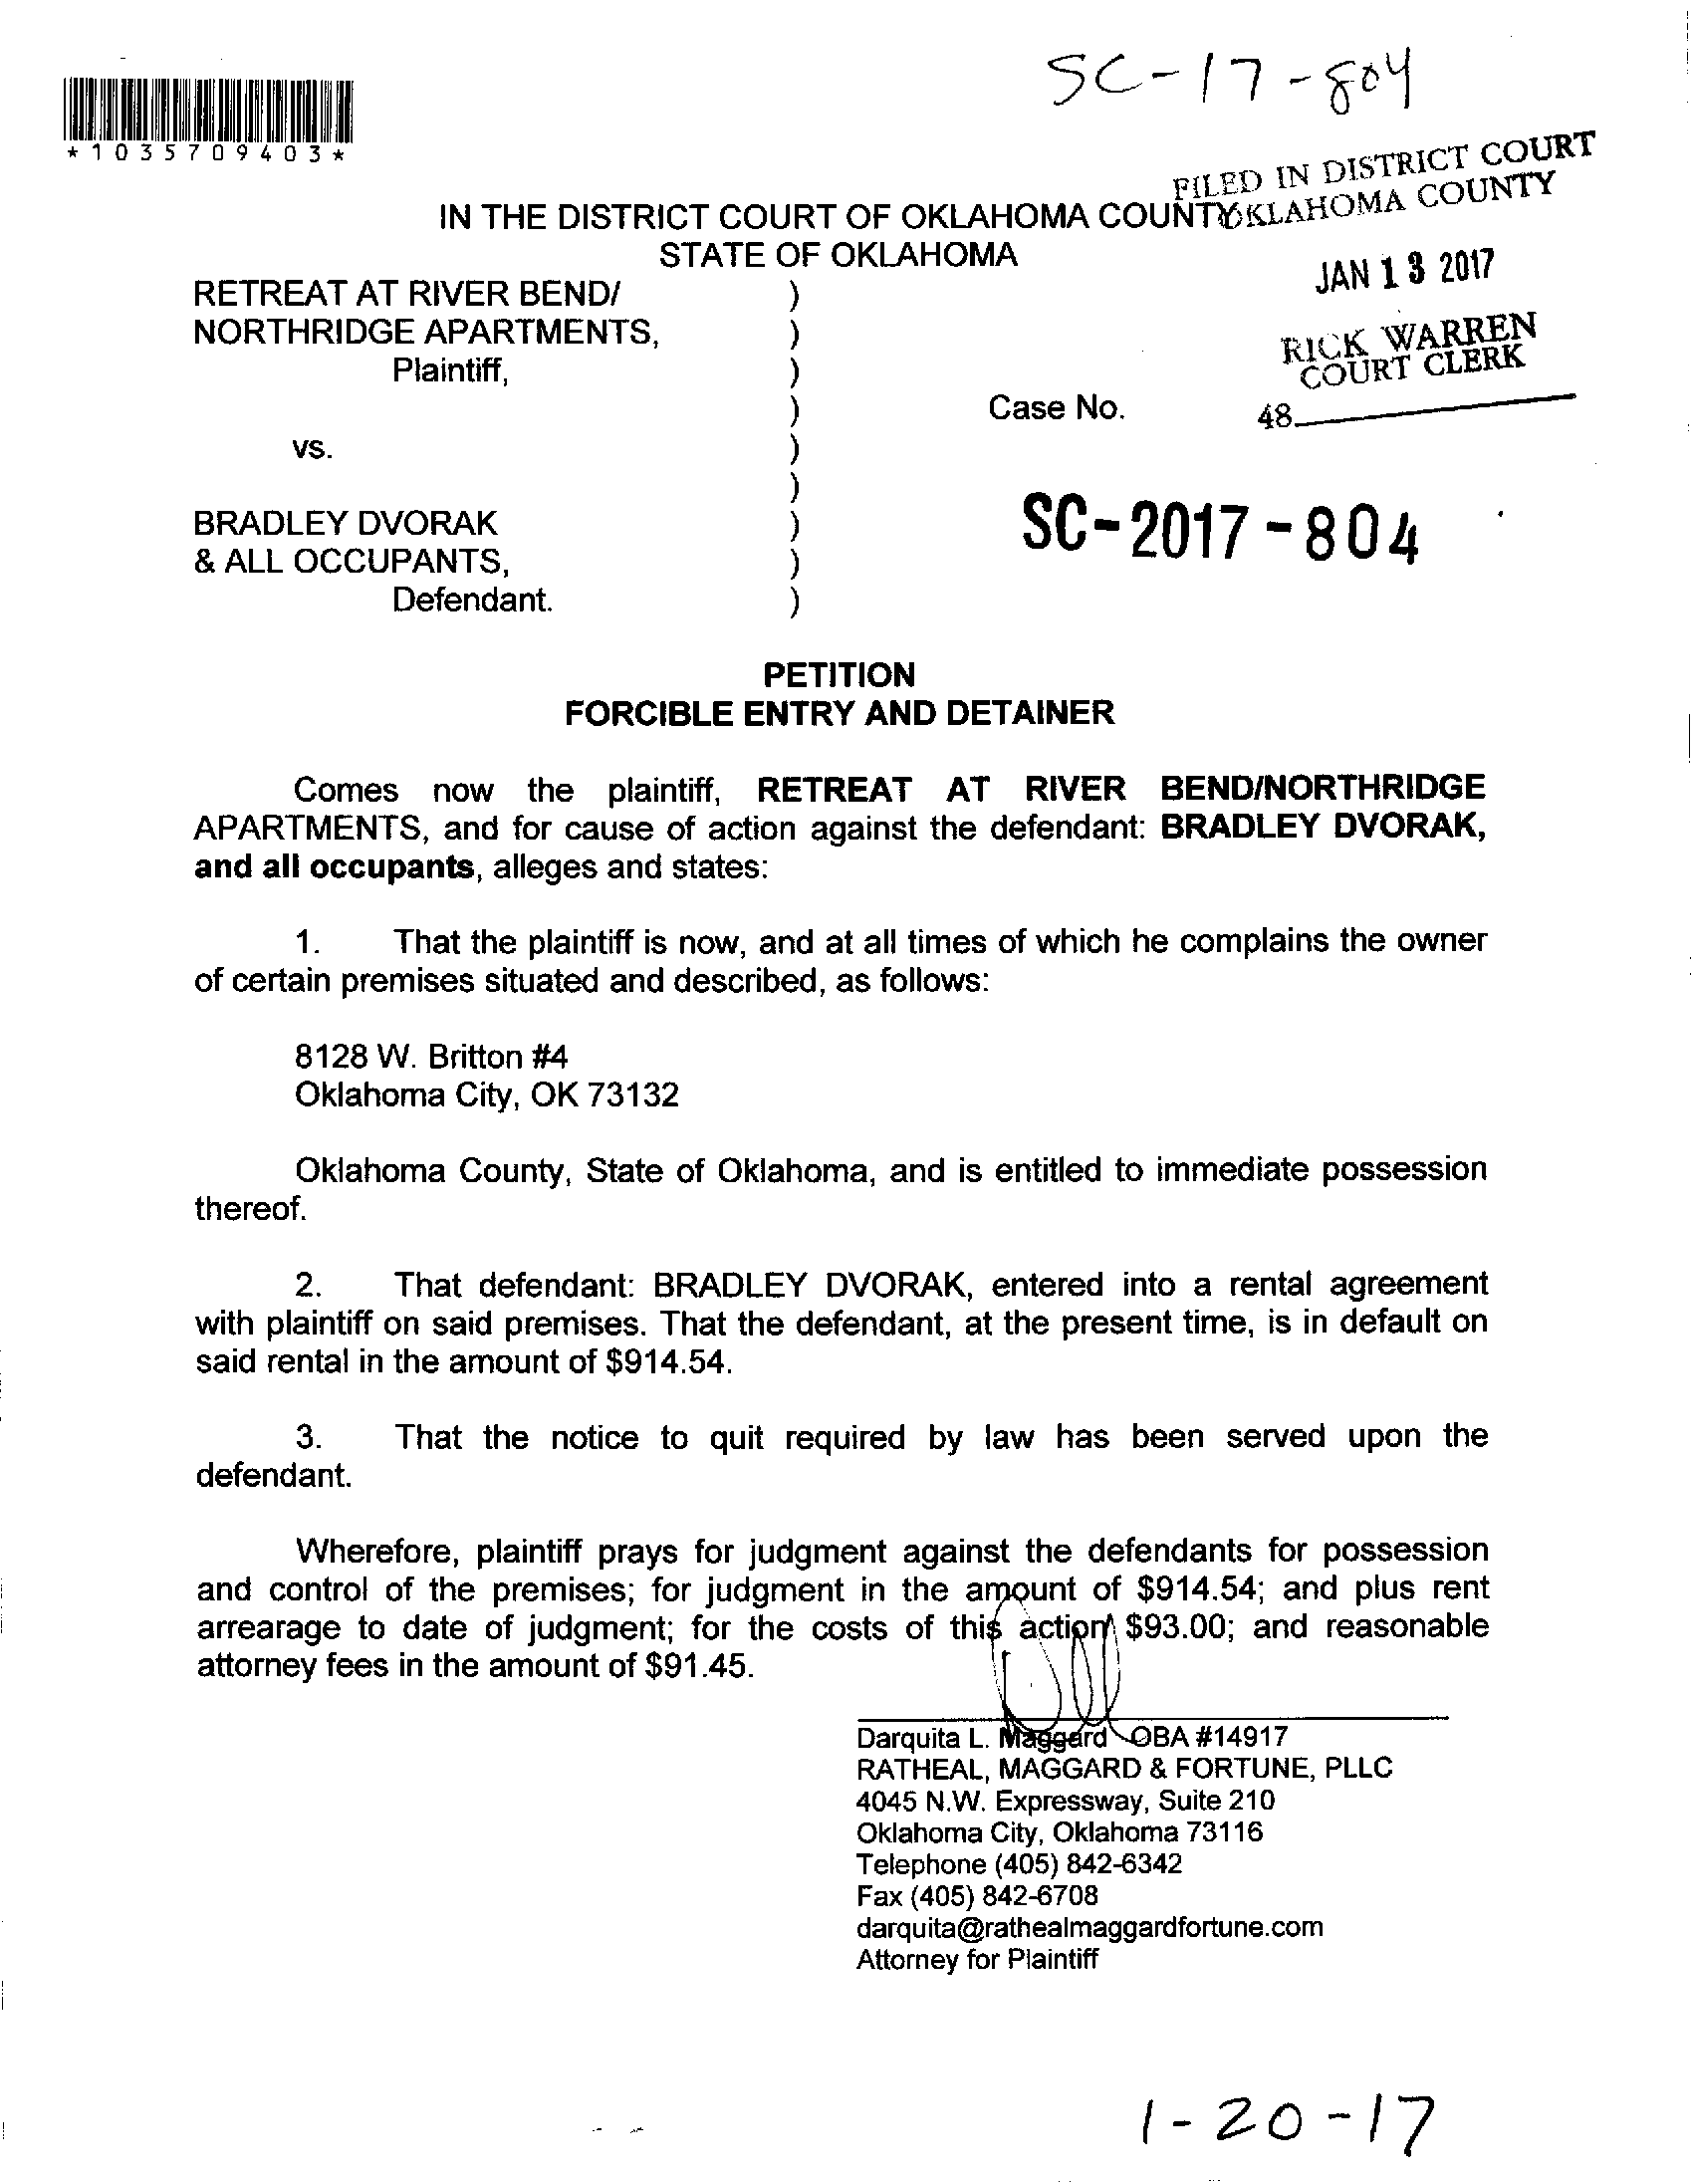 SC-17-804
*1035709403*
FILED IN DISTRICT COURT
OKLAHOMA COUNTY
IN THE DISTRICT COURT OF OKLAHOMA COUNTY
STATE OF OKLAHOMA
JAN 13 2017
RICK WARREN
COURT CLERK
48
RETREAT AT RIVER BEND/ )
NORTHRIDGE APARTMENTS, )
Plaintiff, )
) Case No.
vs. )
)
BRADLEY DVORAK ) SC-2017-804
& ALL OCCUPANTS, )
Defendant. )
PETITION
FORCIBLE ENTRY AND DETAINER
Comes now the plaintiff, RETREAT AT RIVER BEND/NORTHRIDGE
APARTMENTS, and for cause of action against the defendant: BRADLEY DVORAK,
and all occupants, alleges and states:
1. That the plaintiff is now, and at all times of which he complains the owner
of certain premises situated and described, as follows:
8128 W. Britton #4
Oklahoma City, OK 73132
Oklahoma County, State of Oklahoma, and is entitled to immediate possession
thereof.
2. That defendant: BRADLEY DVORAK, entered into a rental agreement
with plaintiff on said premises. That the defendant, at the present time, is in default on
said rental in the amount of $914.54.
3. That the notice to quit required by law has been served upon the
defendant.
Wherefore, plaintiff prays for judgment against the defendants for possession
and control of the premises; for judgment in the amount of $914.54; and plus rent
arrearage to date of judgment; for the costs of this action $93.00; and reasonable
attorney fees in the amount of $91.45.
Darquita L. Maggard OBA #14917
RATHEAL, MAGGARD & FORTUNE, PLLC
4045 N.W. Expressway, Suite 210
Oklahoma City, Oklahoma 73116
Telephone (405) 842-6342
Fax (405) 842-6708
darquita@rathealmaggardfortune.com
Attorney for Plaintiff
1-20-17